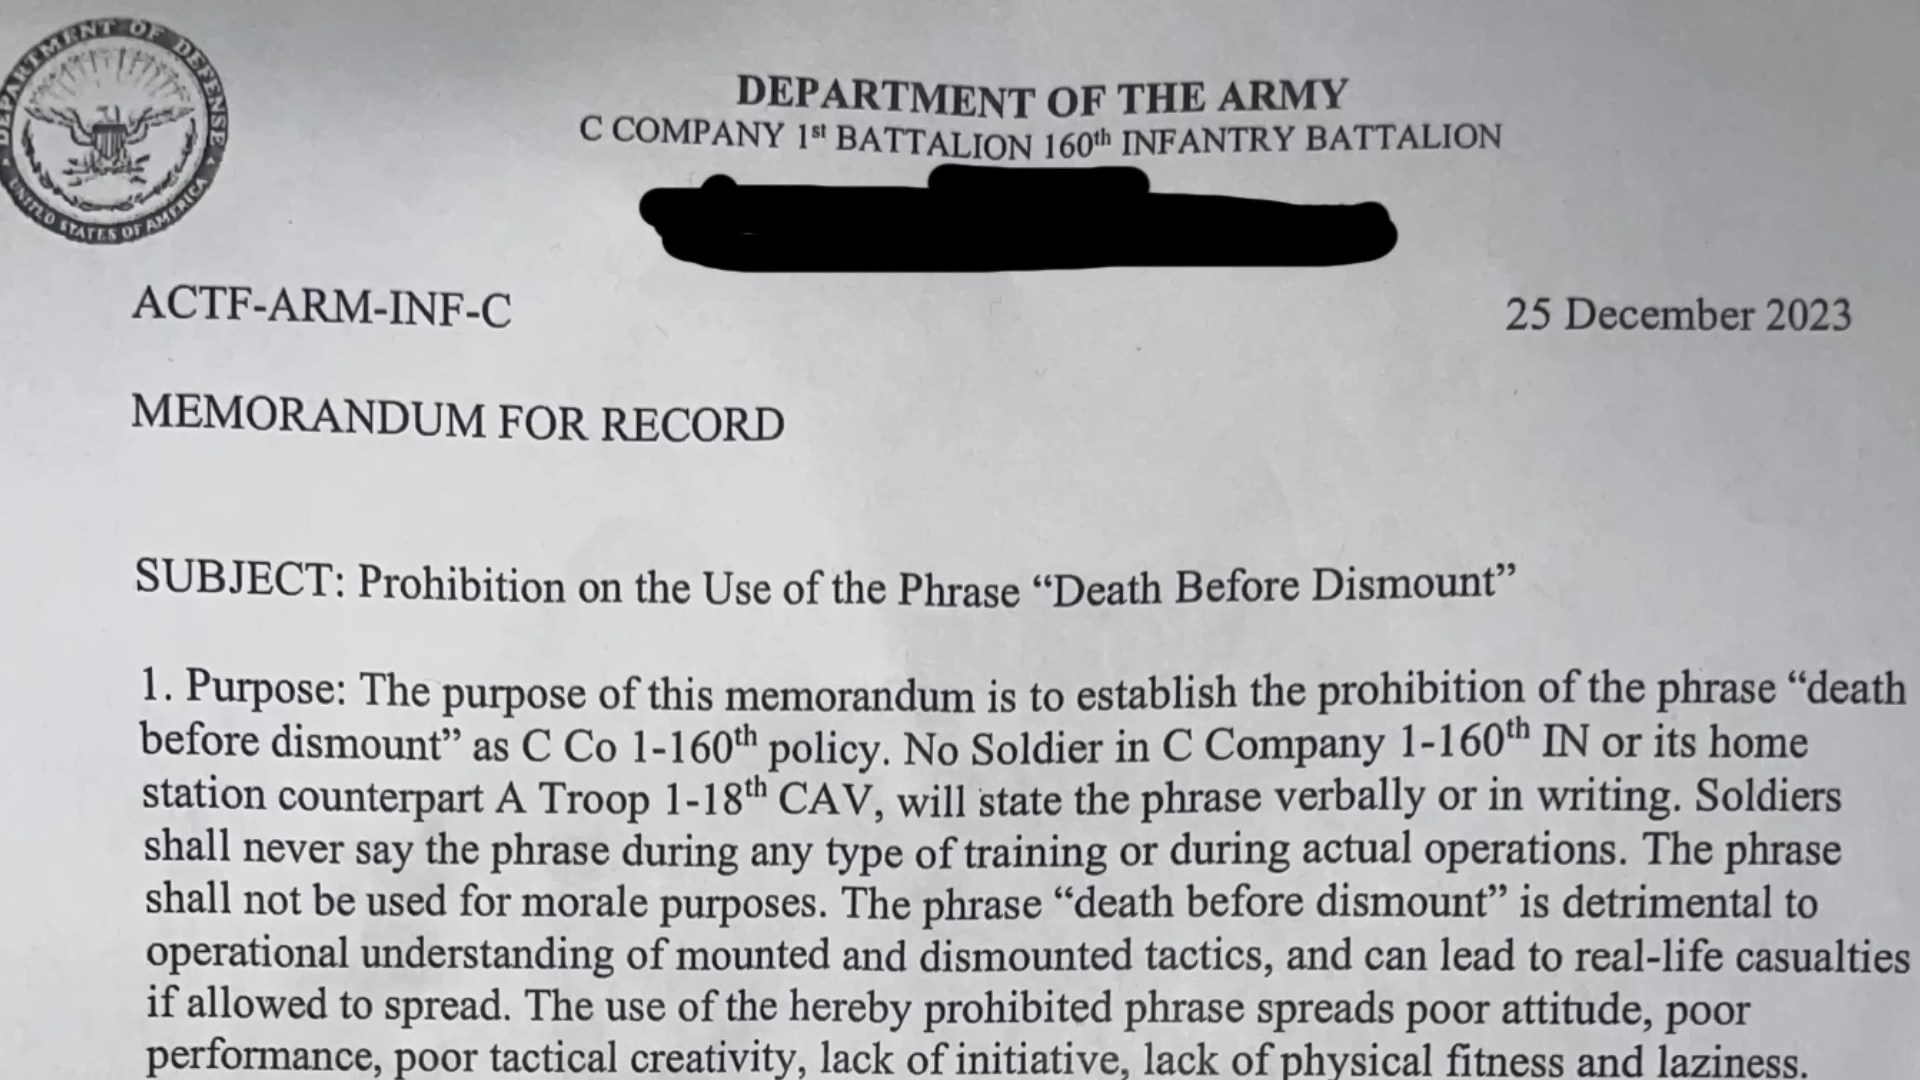 DEPARTMENT OF DEFENSE
UNITED STATES OF AMERICA
DEPARTMENT OF THE ARMY
C COMPANY 1st BATTALION 160th INFANTRY BATTALION
ACTF-ARM-INF-C
25 December 2023
MEMORANDUM FOR RECORD
SUBJECT: Prohibition on the Use of the Phrase “Death Before Dismount”
1. Purpose: The purpose of this memorandum is to establish the prohibition of the phrase “death
before dismount” as C Co 1-160th policy. No Soldier in C Company 1-160th IN or its home
station counterpart A Troop 1-18th CAV, will state the phrase verbally or in writing. Soldiers
shall never say the phrase during any type of training or during actual operations. The phrase
shall not be used for morale purposes. The phrase “death before dismount” is detrimental to
operational understanding of mounted and dismounted tactics, and can lead to real-life casualties
if allowed to spread. The use of the hereby prohibited phrase spreads poor attitude, poor
performance, poor tactical creativity, lack of initiative, lack of physical fitness and laziness.